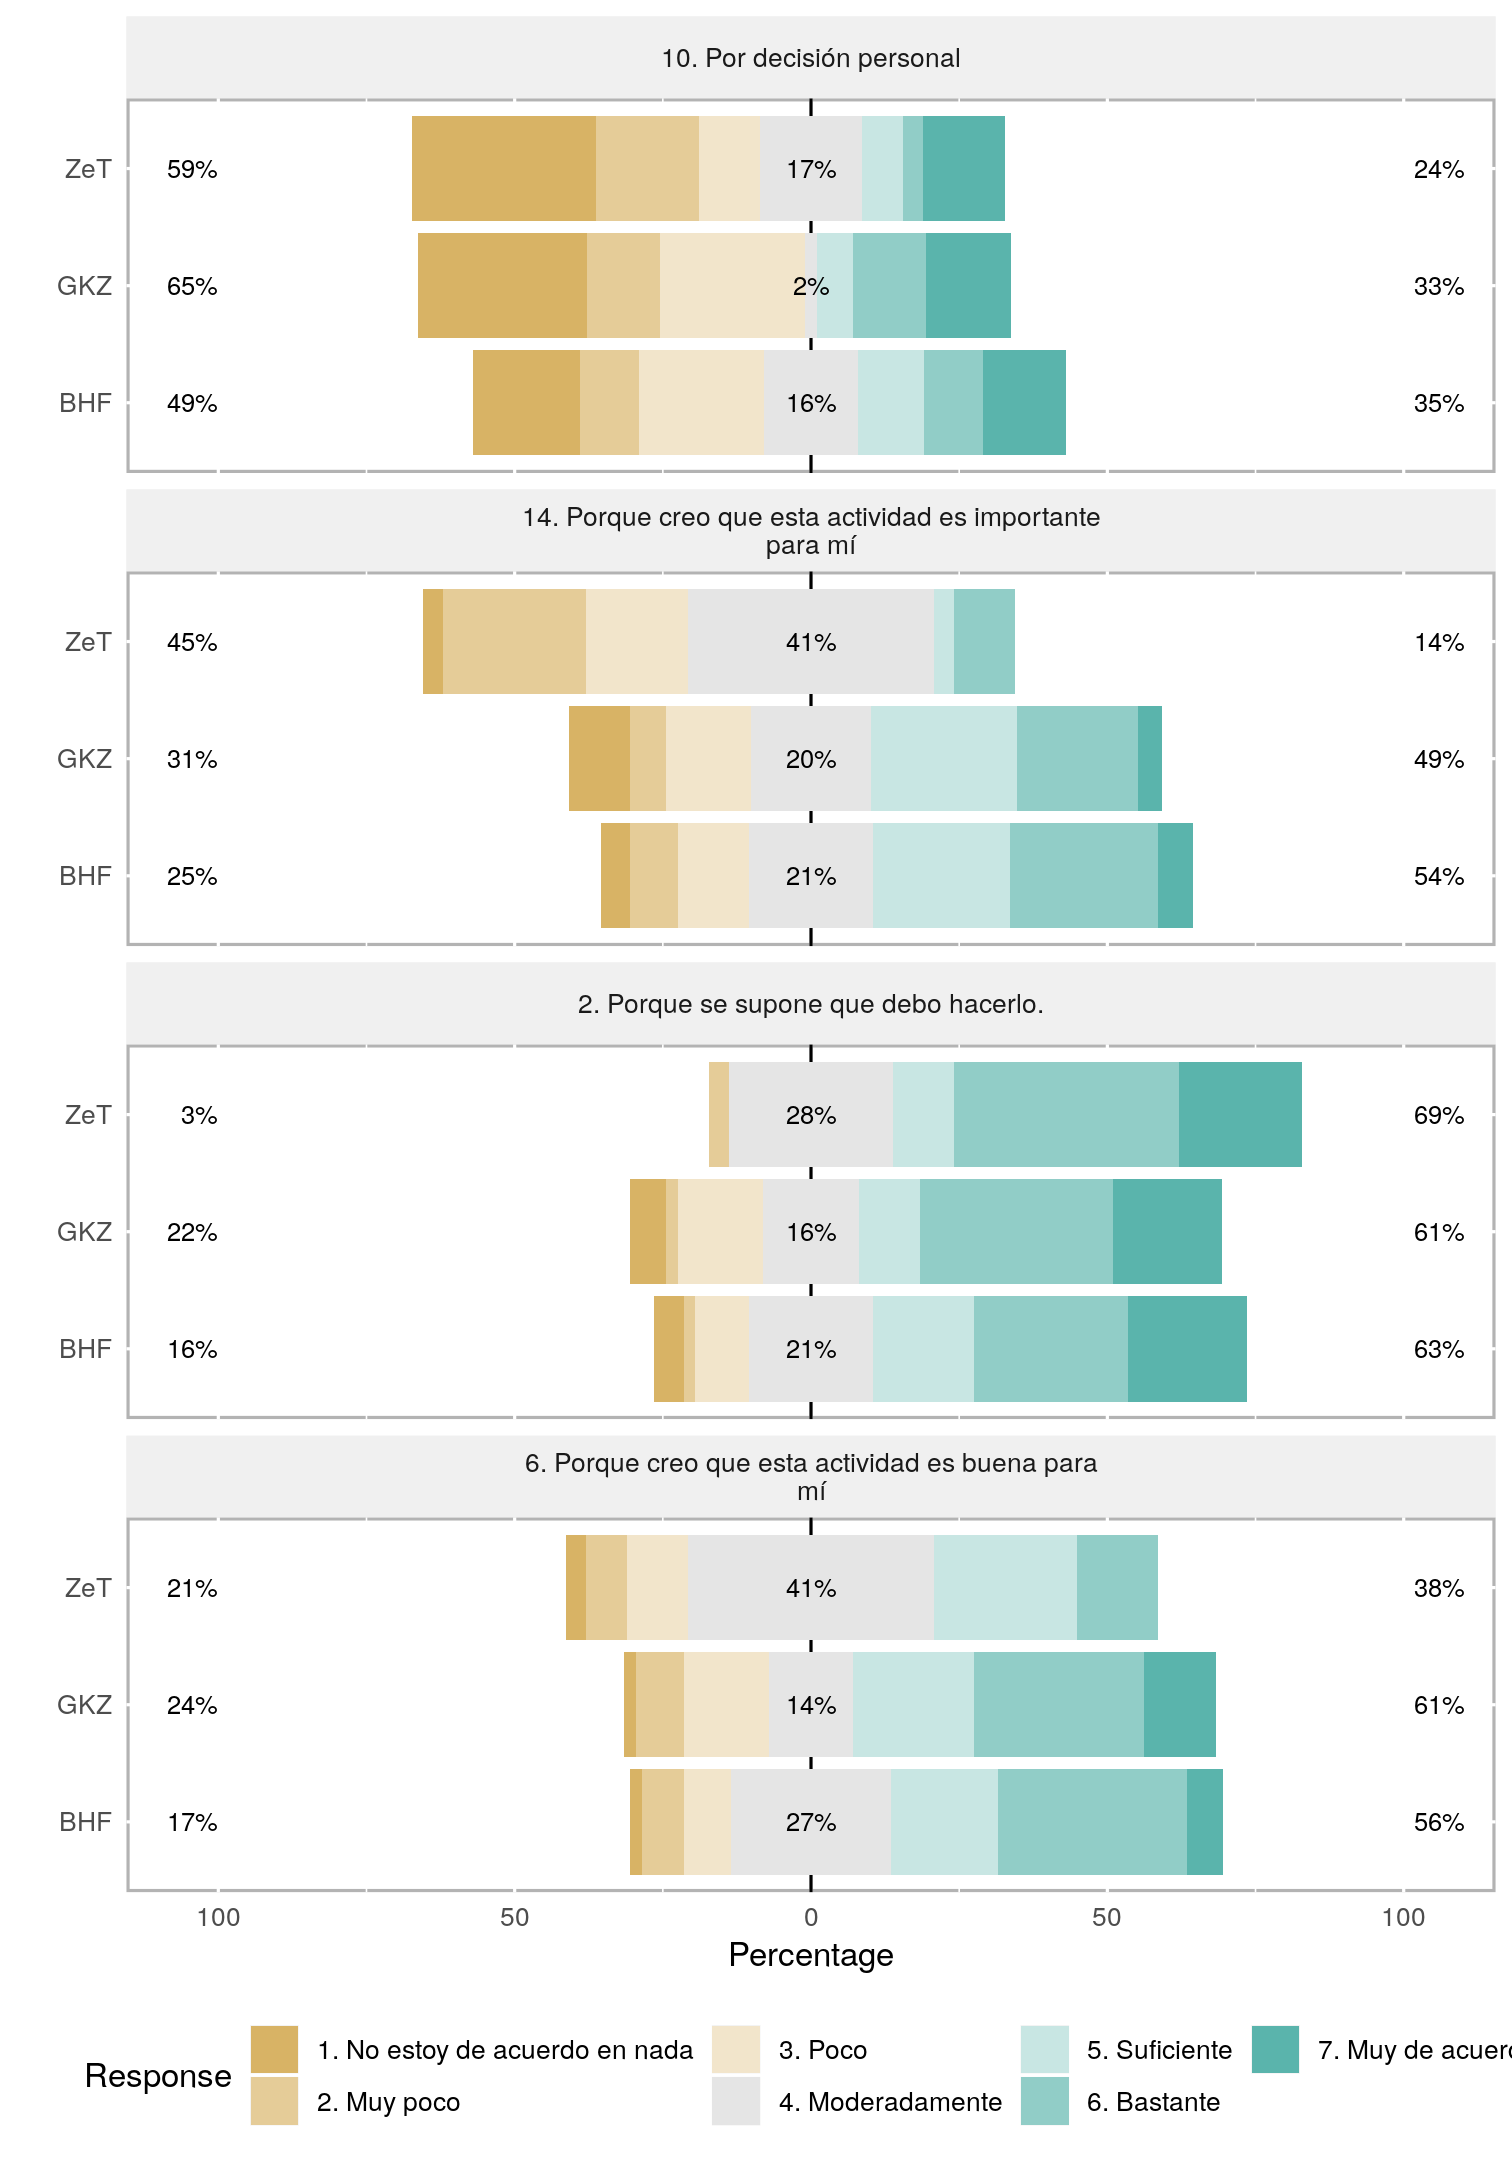 10. Por decisión personal
ZeT 59% 17% 24%
GKZ 65% 2% 33%
BHF 49% 16% 35%
14. Porque creo que esta actividad es importante
para mí
ZeT 45% 41% 14%
GKZ 31% 20% 49%
BHF 25% 21% 54%
2. Porque se supone que debo hacerlo.
ZeT 3% 28% 69%
GKZ 22% 16% 61%
BHF 16% 21% 63%
6. Porque creo que esta actividad es buena para
mí
ZeT 21% 41% 38%
GKZ 24% 14% 61%
BHF 17% 27% 56%
100 50 0 50 100
Percentage
Response
1. No estoy de acuerdo en nada 3. Poco 5. Suficiente 7. Muy de
2. Muy poco 4. Moderadamente 6. Bastante